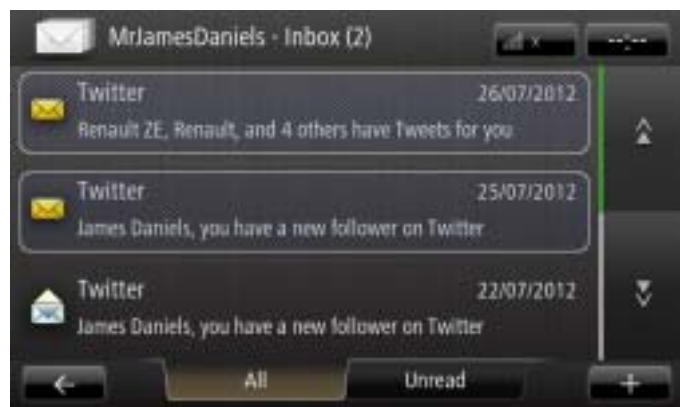 MrJamesDaniels - Inbox (2)
x
--:--
Twitter 26/07/2012
Renault ZE, Renault, and 4 others have Tweets for you
Twitter 25/07/2012
James Daniels, you have a new follower on Twitter
Twitter 22/07/2012
James Daniels, you have a new follower on Twitter
All Unread